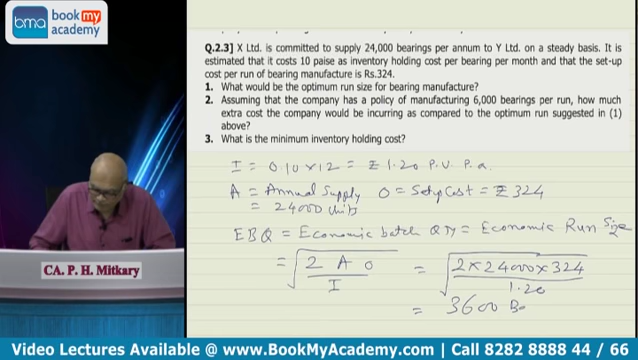 bma book my academy
Q.2.3] X Ltd. is committed to supply 24,000 bearings per annum to Y Ltd. on a steady basis. It is
estimated that it costs 10 paise as inventory holding cost per bearing per month and that the set-up
cost per run of bearing manufacture is Rs.324.
1. What would be the optimum run size for bearing manufacture?
2. Assuming that the company has a policy of manufacturing 6,000 bearings per run, how much
extra cost the company would be incurring as compared to the optimum run suggested in (1)
above?
3. What is the minimum inventory holding cost?
I = 0.10 x 12 = ₹ 1.20 P.U. P.a.
A = Annual Supply O = Setup Cost = ₹ 324
= 24000 Units
EBQ = Economic batch Qty = Economic Run Size
= √ 2 A O / I = √ 2 x 24000 x 324 / 1.20
= 3600 Be
CA. P. H. Mitkary
Video Lectures Available @ www.BookMyAcademy.com | Call 8282 8888 44 / 66